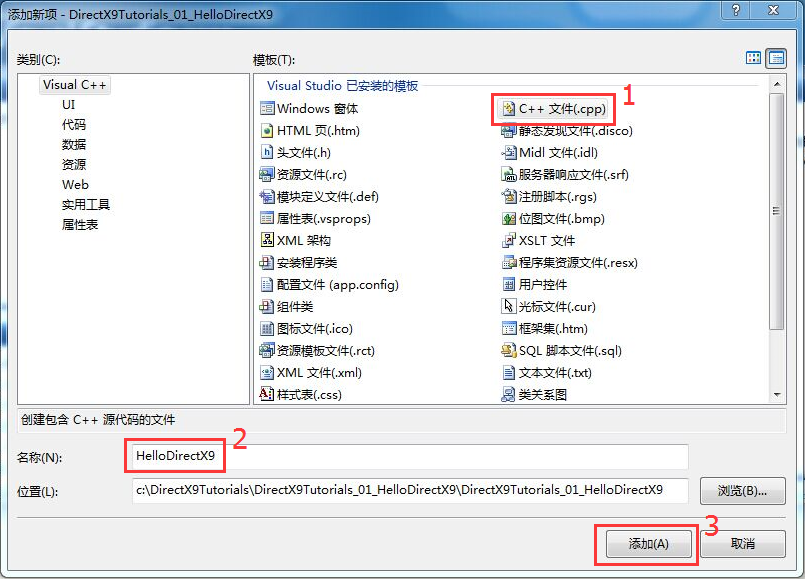 添加新项 - DirectX9Tutorials_01_HelloDirectX9
类别(C):
模板(T):
Visual C++
UI
代码
数据
资源
Web
实用工具
属性表
Visual Studio 已安装的模板
Windows 窗体
C++ 文件(.cpp)
1
HTML 页(.htm)
静态发现文件(.disco)
头文件(.h)
Midl 文件(.idl)
资源文件(.rc)
服务器响应文件(.srf)
模块定义文件(.def)
注册脚本(.rgs)
属性表(.vsprops)
位图文件(.bmp)
XML 架构
XSLT 文件
安装程序类
程序集资源文件(.resx)
配置文件 (app.config)
用户控件
组件类
光标文件(.cur)
图标文件(.ico)
框架集(.htm)
资源模板文件(.rct)
SQL 脚本文件(.sql)
XML 文件(.xml)
文本文件(.txt)
样式表(.css)
类关系图
创建包含 C++ 源代码的文件
名称(N):
HelloDirectX9
2
位置(L):
c:\DirectX9Tutorials\DirectX9Tutorials_01_HelloDirectX9\DirectX9Tutorials_01_HelloDirectX9
浏览(B)...
添加(A)
3
取消